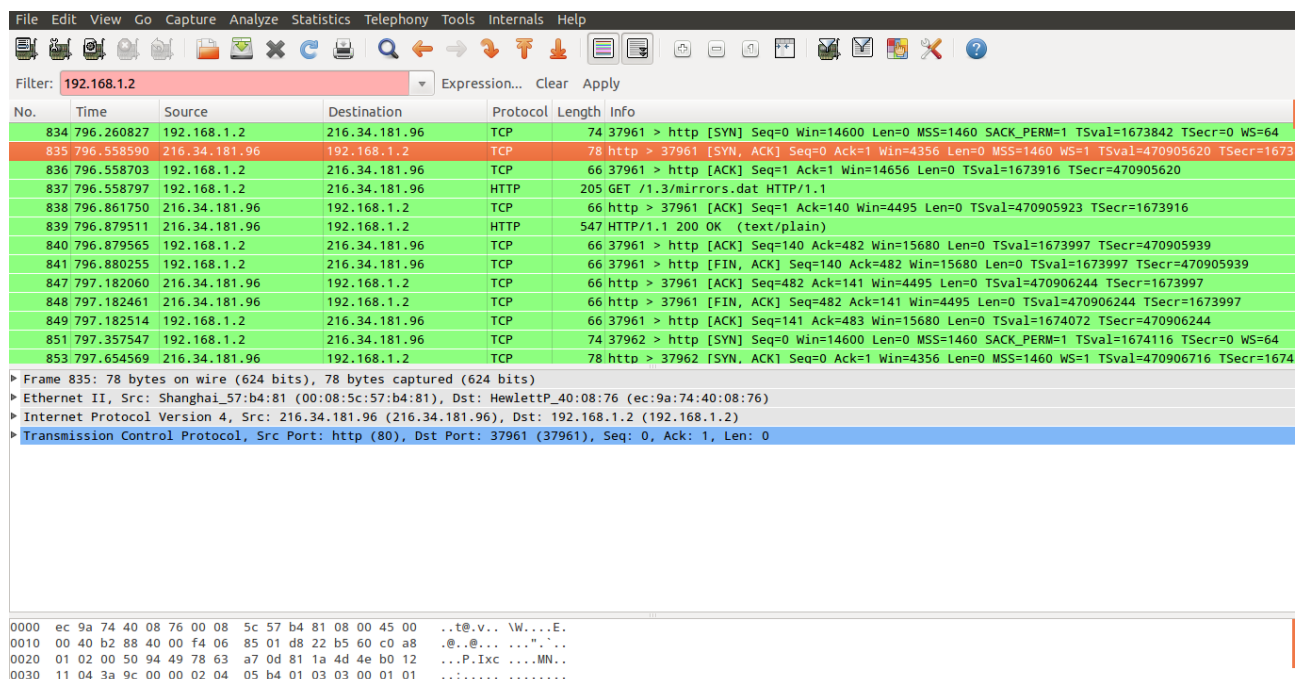 File Edit View Go Capture Analyze Statistics Telephony Tools Internals Help
Filter: 192.168.1.2 Expression... Clear Apply
No. Time Source Destination Protocol Length Info
834 796.260827 192.168.1.2 216.34.181.96 TCP 74 37961 > http [SYN] Seq=0 Win=14600 Len=0 MSS=1460 SACK_PERM=1 TSval=1673842 TSecr=0 WS=64
835 796.558590 216.34.181.96 192.168.1.2 TCP 78 http > 37961 [SYN, ACK] Seq=0 Ack=1 Win=4356 Len=0 MSS=1460 WS=1 TSval=470905620 TSecr=1673
836 796.558703 192.168.1.2 216.34.181.96 TCP 66 37961 > http [ACK] Seq=1 Ack=1 Win=14656 Len=0 TSval=1673916 TSecr=470905620
837 796.558797 192.168.1.2 216.34.181.96 HTTP 205 GET /1.3/mirrors.dat HTTP/1.1
838 796.861750 216.34.181.96 192.168.1.2 TCP 66 http > 37961 [ACK] Seq=1 Ack=140 Win=4495 Len=0 TSval=470905923 TSecr=1673916
839 796.879511 216.34.181.96 192.168.1.2 HTTP 547 HTTP/1.1 200 OK (text/plain)
840 796.879565 192.168.1.2 216.34.181.96 TCP 66 37961 > http [ACK] Seq=140 Ack=482 Win=15680 Len=0 TSval=1673997 TSecr=470905939
841 796.880255 192.168.1.2 216.34.181.96 TCP 66 37961 > http [FIN, ACK] Seq=140 Ack=482 Win=15680 Len=0 TSval=1673997 TSecr=470905939
847 797.182060 216.34.181.96 192.168.1.2 TCP 66 http > 37961 [ACK] Seq=482 Ack=141 Win=4495 Len=0 TSval=470906244 TSecr=1673997
848 797.182461 216.34.181.96 192.168.1.2 TCP 66 http > 37961 [FIN, ACK] Seq=482 Ack=141 Win=4495 Len=0 TSval=470906244 TSecr=1673997
849 797.182514 192.168.1.2 216.34.181.96 TCP 66 37961 > http [ACK] Seq=141 Ack=483 Win=15680 Len=0 TSval=1674072 TSecr=470906244
851 797.357547 192.168.1.2 216.34.181.96 TCP 74 37962 > http [SYN] Seq=0 Win=14600 Len=0 MSS=1460 SACK_PERM=1 TSval=1674116 TSecr=0 WS=64
853 797.654569 216.34.181.96 192.168.1.2 TCP 78 http > 37962 [SYN, ACK] Seq=0 Ack=1 Win=4356 Len=0 MSS=1460 WS=1 TSval=470906716 TSecr=1674
Frame 835: 78 bytes on wire (624 bits), 78 bytes captured (624 bits)
Ethernet II, Src: Shanghai_57:b4:81 (00:08:5c:57:b4:81), Dst: HewlettP_40:08:76 (ec:9a:74:40:08:76)
Internet Protocol Version 4, Src: 216.34.181.96 (216.34.181.96), Dst: 192.168.1.2 (192.168.1.2)
Transmission Control Protocol, Src Port: http (80), Dst Port: 37961 (37961), Seq: 0, Ack: 1, Len: 0
0000 ec 9a 74 40 08 76 00 08 5c 57 b4 81 08 00 45 00 ..t@.v.. \W....E.
0010 00 40 b2 88 40 00 f4 06 85 01 d8 22 b5 60 c0 a8 .@..@... ...".`..
0020 01 02 00 50 94 49 78 63 a7 0d 81 1a 4d 4e b0 12 ...P.Ixc ....MN..
0030 11 04 3a 9c 00 00 02 04 05 b4 01 03 03 00 01 01 ..:..... ........